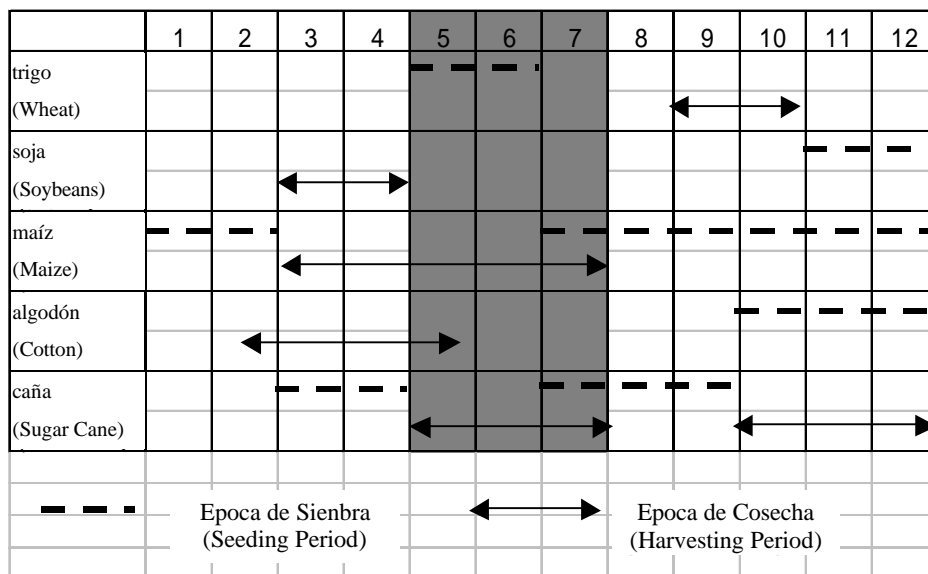 1 2 3 4 5 6 7 8 9 10 11 12
trigo
(Wheat)
soja
(Soybeans)
maíz
(Maize)
algodón
(Cotton)
caña
(Sugar Cane)
Epoca de Sienbra
(Seeding Period)
Epoca de Cosecha
(Harvesting Period)